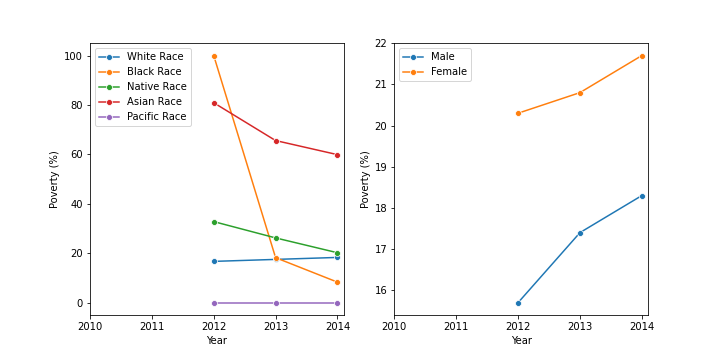 White Race
Black Race
Native Race
Asian Race
Pacific Race
100
80
60
40
20
0
Poverty (%)
2010 2011 2012 2013 2014
Year
Male
Female
22
21
20
19
18
17
16
Poverty (%)
2010 2011 2012 2013 2014
Year